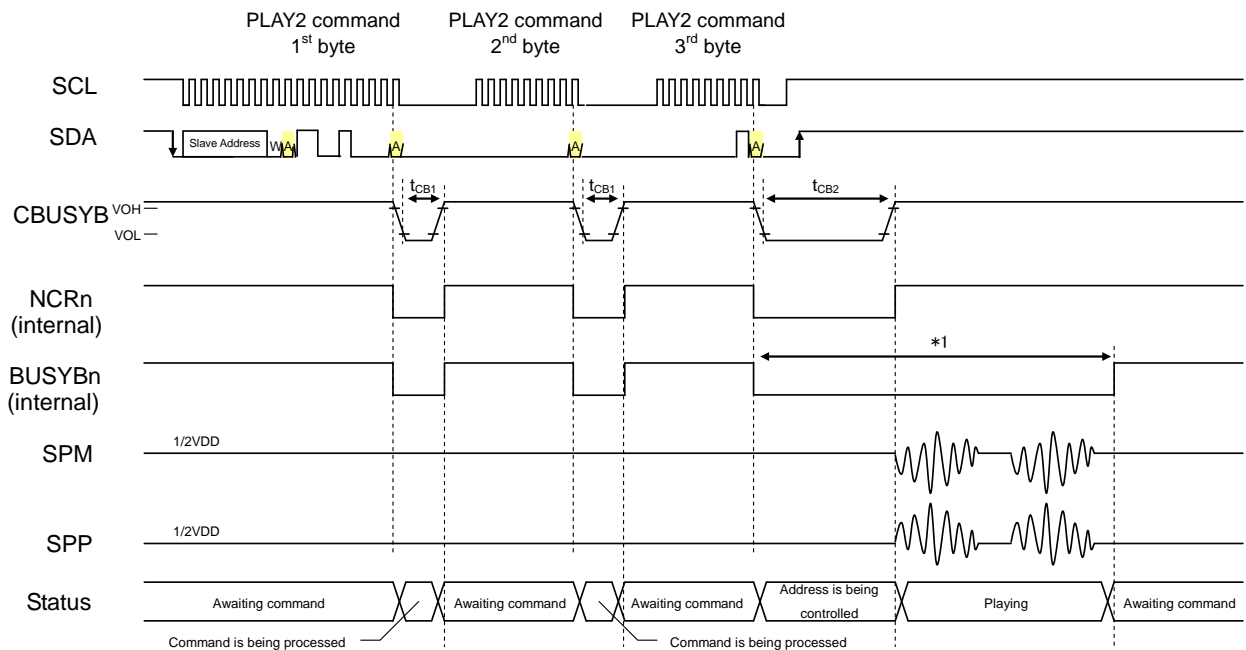 PLAY2 command
1st byte
PLAY2 command
2nd byte
PLAY2 command
3rd byte
SCL
SDA
Slave Address
W
A
A
A
A
CBUSYB
VOH
VOL
tCB1
tCB1
tCB2
NCRn
(internal)
BUSYBn
(internal)
*1
SPM
1/2VDD
SPP
1/2VDD
Status
Awaiting command
Awaiting command
Awaiting command
Address is being
controlled
Playing
Awaiting command
Command is being processed
Command is being processed